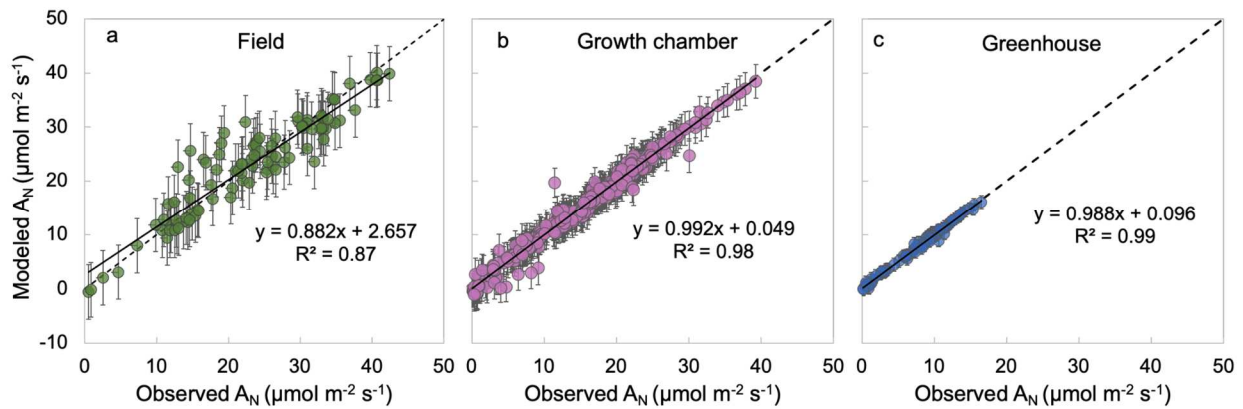 a
Field
b
Growth chamber
c
Greenhouse
Modeled A_N (µmol m⁻² s⁻¹)
50
40
30
20
10
0
-10
y = 0.882x + 2.657
R² = 0.87
y = 0.992x + 0.049
R² = 0.98
y = 0.988x + 0.096
R² = 0.99
0 10 20 30 40 50
0 10 20 30 40 50
0 10 20 30 40 50
Observed A_N (µmol m⁻² s⁻¹)
Observed A_N (µmol m⁻² s⁻¹)
Observed A_N (µmol m⁻² s⁻¹)